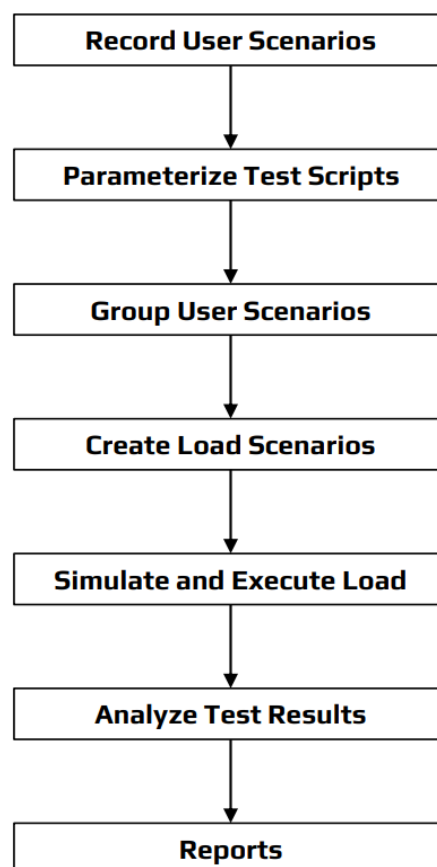 Record User Scenarios
Parameterize Test Scripts
Group User Scenarios
Create Load Scenarios
Simulate and Execute Load
Analyze Test Results
Reports